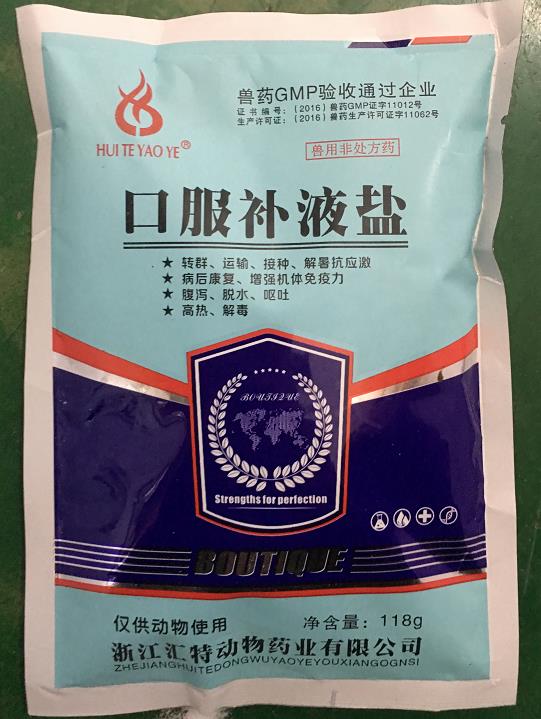 兽药GMP验收通过企业
证书编号：（2016）兽药GMP证字11012号
生产许可证：（2016）兽药生产许可证字11062号
HUI TE YAO YE®
兽用非处方药
口服补液盐
★ 转群、运输、接种、解暑抗应激
★ 病后康复、增强机体免疫力
★ 腹泻、脱水、呕吐
★ 高热、解毒
BOUTIQUE
Strengths for perfection
BOUTIQUE
仅供动物使用 净含量：118g
浙江汇特动物药业有限公司
ZHEJIANGHUITEDONGWUYAOYEYOUXIANGOGNSI